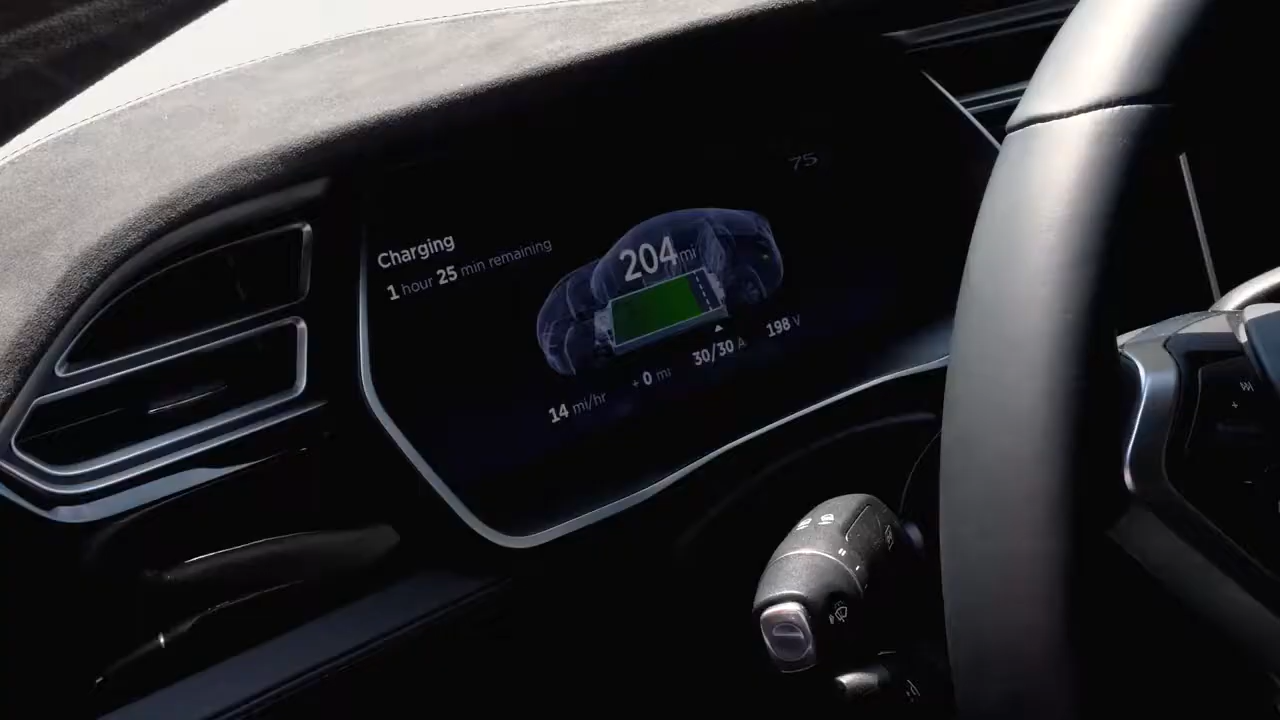 75
Charging
1 hour 25 min remaining
204 mi
198 V
30/30 A
+ 0 mi
14 mi/hr